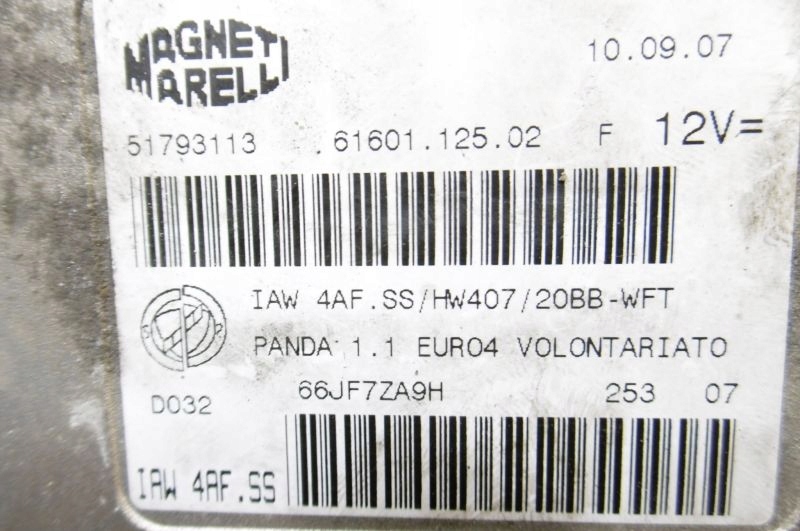 MAGNETI
MARELLI
10.09.07
51793113 61601.125.02 F 12V=
IAW 4AF.SS/HW407/20BB-WFT
PANDA 1.1 EURO4 VOLONTARIATO
66JF7ZA9H 253 07
D032
IAW 4AF.SS